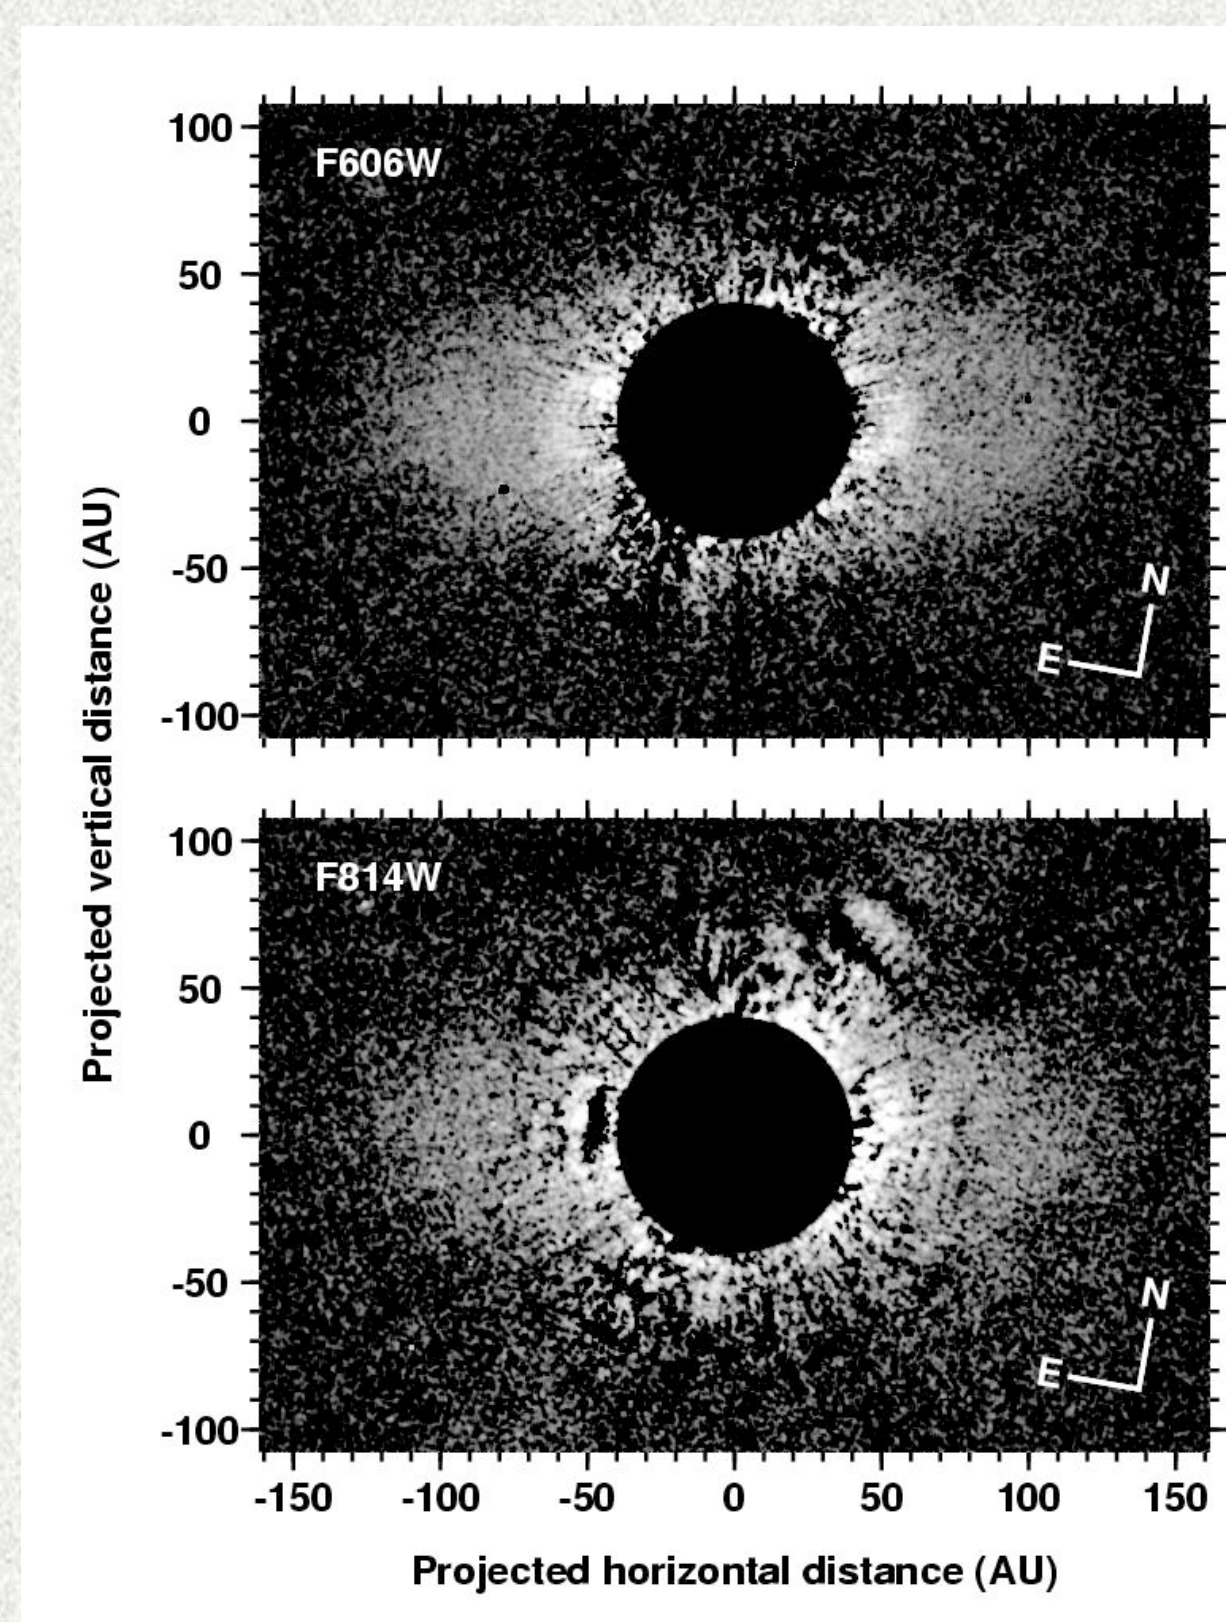 F606W
100
50
0
-50
-100
N
E
F814W
100
50
0
-50
-100
N
E
-150 -100 -50 0 50 100 150
Projected vertical distance (AU)
Projected horizontal distance (AU)